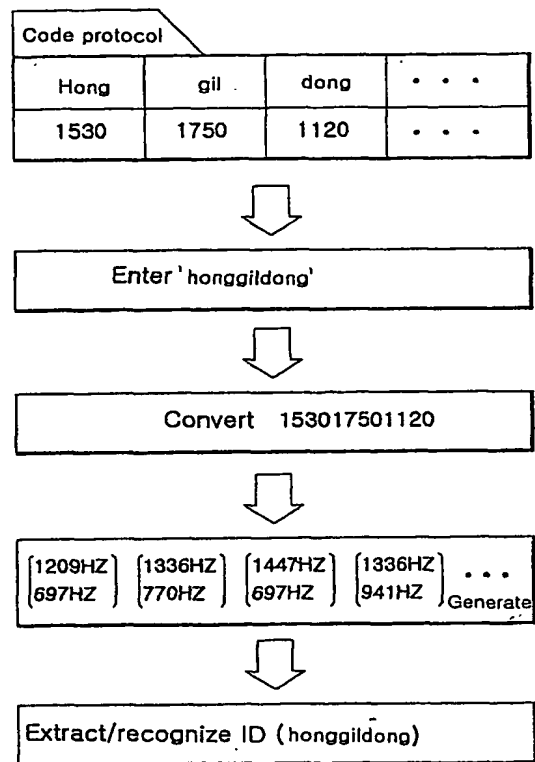 Code protocol
Hong gil dong • • •
1530 1750 1120 • • •
Enter 'honggildong'
Convert 153017501120
1209HZ 1336HZ 1447HZ 1336HZ • • •
697HZ 770HZ 697HZ 941HZ Generate
Extract/recognize ID (honggildong)